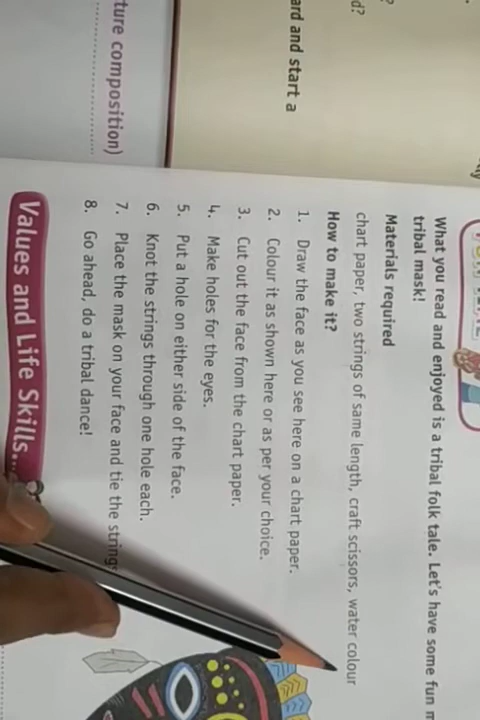 What you read and enjoyed is a tribal folk tale. Let's have some fun
tribal mask!
Materials required
chart paper, two strings of same length, craft scissors, water colour
How to make it?
1. Draw the face as you see here on a chart paper.
2. Colour it as shown here or as per your choice.
3. Cut out the face from the chart paper.
4. Make holes for the eyes.
5. Put a hole on either side of the face.
6. Knot the strings through one hole each.
7. Place the mask on your face and tie the string
8. Go ahead, do a tribal dance!
Values and Life Skills...
d?
ard and start a
ture composition)